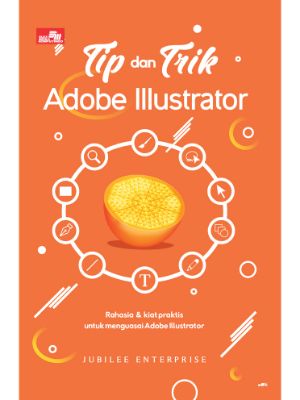 Tip dan Trik
Adobe Illustrator
T
Rahasia & kiat praktis
untuk menguasai Adobe Illustrator
JUBILEE ENTERPRISE